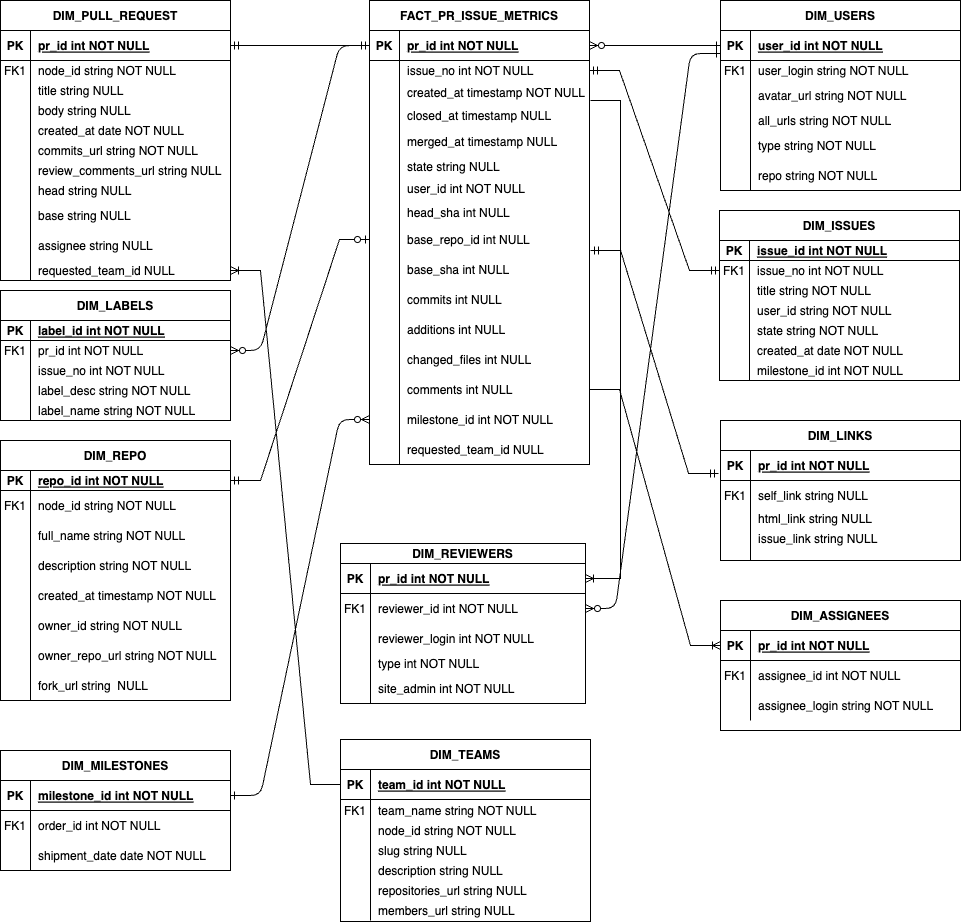 DIM_PULL_REQUEST
PK pr_id int NOT NULL
FK1 node_id string NOT NULL
title string NULL
body string NULL
created_at date NOT NULL
commits_url string NOT NULL
review_comments_url string NULL
head string NULL
base string NULL
assignee string NULL
requested_team_id NULL
DIM_LABELS
PK label_id int NOT NULL
FK1 pr_id int NOT NULL
issue_no int NOT NULL
label_desc string NOT NULL
label_name string NOT NULL
DIM_REPO
PK repo_id int NOT NULL
FK1 node_id string NOT NULL
full_name string NOT NULL
description string NOT NULL
created_at timestamp NOT NULL
owner_id string NOT NULL
owner_repo_url string NOT NULL
fork_url string  NULL
DIM_MILESTONES
PK milestone_id int NOT NULL
FK1 order_id int NOT NULL
shipment_date date NOT NULL
FACT_PR_ISSUE_METRICS
PK pr_id int NOT NULL
issue_no int NOT NULL
created_at timestamp NOT NULL
closed_at timestamp NULL
merged_at timestamp NULL
state string NULL
user_id int NOT NULL
head_sha int NULL
base_repo_id int NULL
base_sha int NULL
commits int NULL
additions int NULL
changed_files int NULL
comments int NULL
milestone_id int NOT NULL
requested_team_id NULL
DIM_REVIEWERS
PK pr_id int NOT NULL
FK1 reviewer_id int NOT NULL
reviewer_login int NOT NULL
type int NOT NULL
site_admin int NOT NULL
DIM_TEAMS
PK team_id int NOT NULL
FK1 team_name string NOT NULL
node_id string NOT NULL
slug string NULL
description string NULL
repositories_url string NULL
members_url string NULL
DIM_USERS
PK user_id int NOT NULL
FK1 user_login string NOT NULL
avatar_url string NOT NULL
all_urls string NOT NULL
type string NOT NULL
repo string NOT NULL
DIM_ISSUES
PK issue_id int NOT NULL
FK1 issue_no int NOT NULL
title string NOT NULL
user_id string NOT NULL
state string NOT NULL
created_at date NOT NULL
milestone_id int NOT NULL
DIM_LINKS
PK pr_id int NOT NULL
FK1 self_link string NULL
html_link string NULL
issue_link string NULL
DIM_ASSIGNEES
PK pr_id int NOT NULL
FK1 assignee_id int NOT NULL
assignee_login string NOT NULL